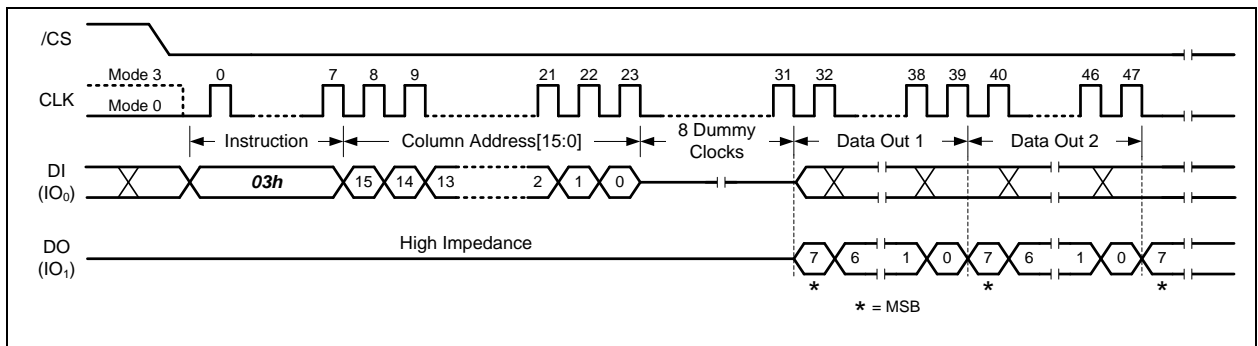 /CS
Mode 3 0 7 8 9 21 22 23 31 32 38 39 40 46 47
CLK
Mode 0
Instruction Column Address[15:0] 8 Dummy Clocks Data Out 1 Data Out 2
DI
(IO0)
03h 15 14 13 2 1 0
DO
(IO1)
High Impedance
7 6 1 0 7 6 1 0 7
* * *
* = MSB